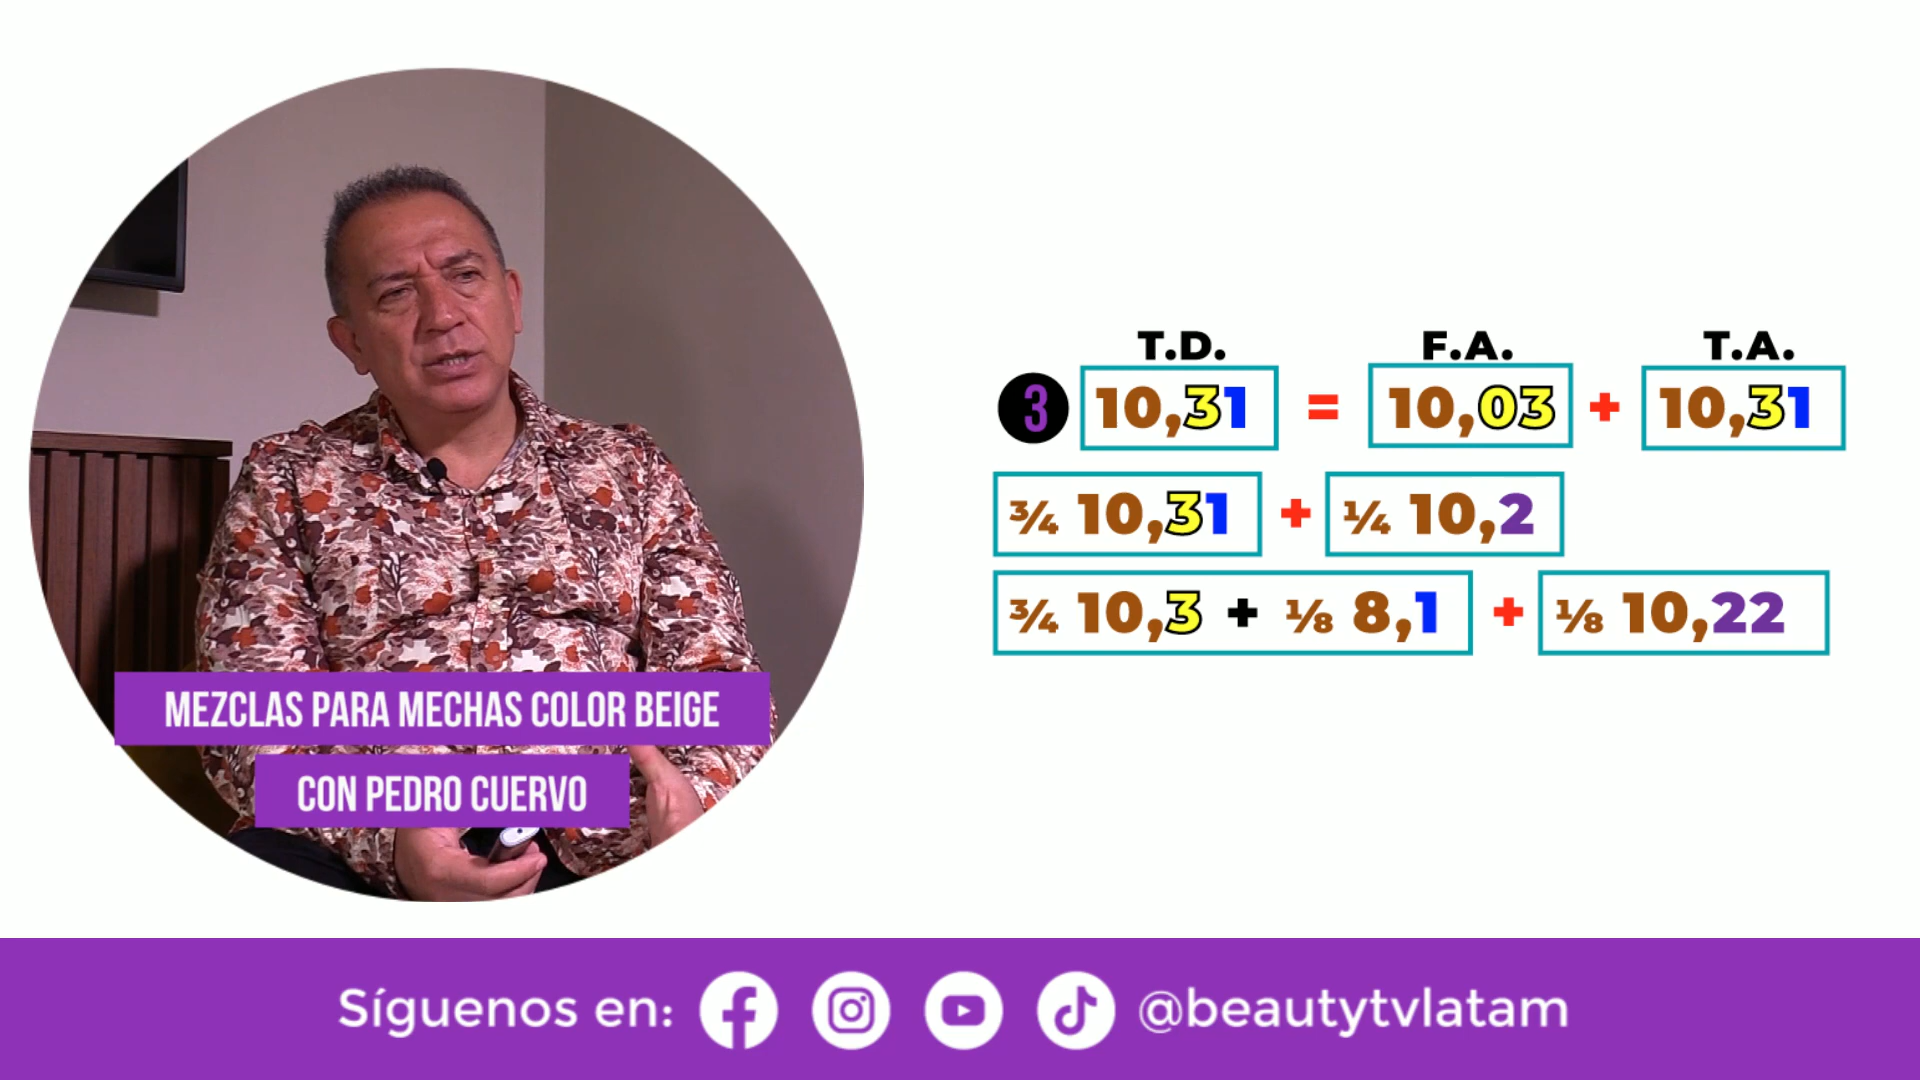 T.D. F.A. T.A.
3 10,31 = 10,03 + 10,31
¾ 10,31 + ¼ 10,2
¾ 10,3 + ⅛ 8,1 + ⅛ 10,22
MEZCLAS PARA MECHAS COLOR BEIGE
CON PEDRO CUERVO
Síguenos en: @beautytvlatam